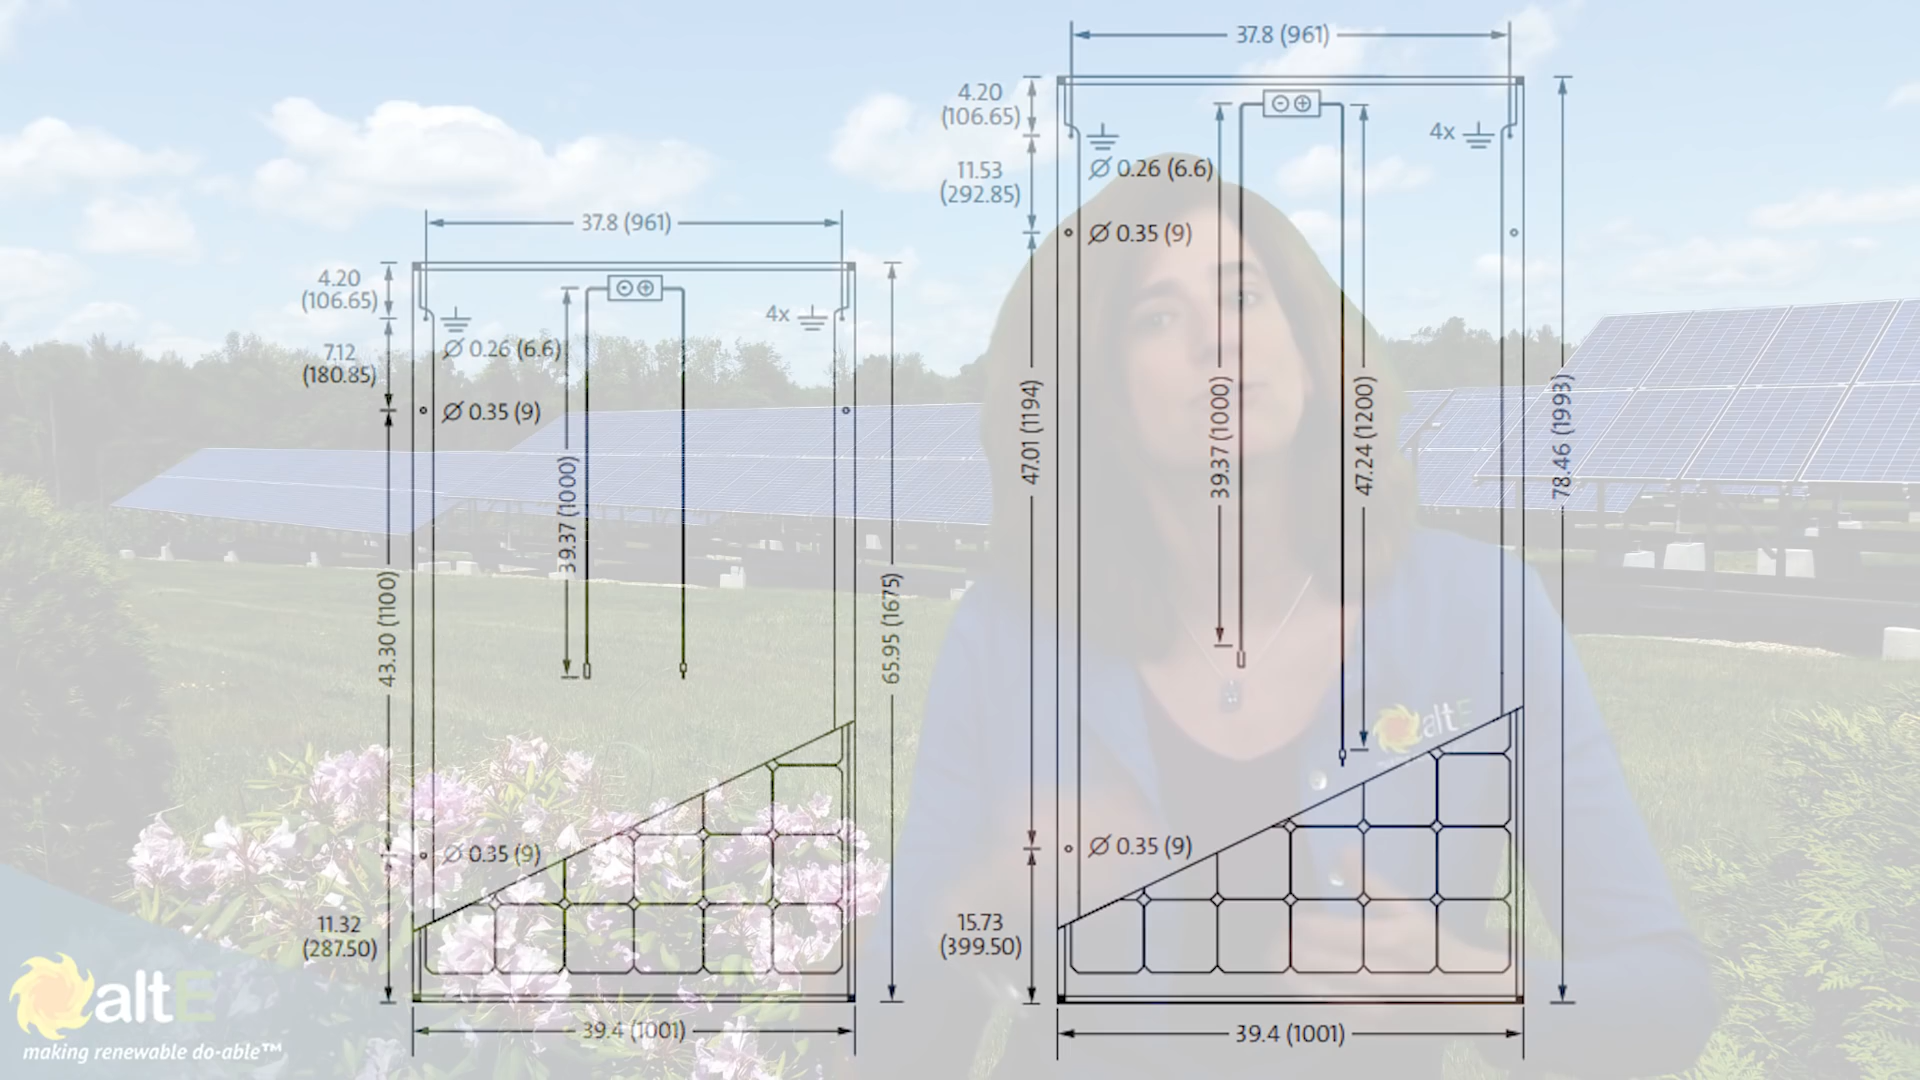 37.8 (961)
4.20
(106.65)
4x
7.12
(180.85)
Ø 0.26 (6.6)
Ø 0.35 (9)
39.37 (1000)
43.30 (1100)
65.95 (1675)
Ø 0.35 (9)
11.32
(287.50)
39.4 (1001)
37.8 (961)
4.20
(106.65)
4x
11.53
(292.85)
Ø 0.26 (6.6)
Ø 0.35 (9)
47.01 (1194)
39.37 (1000)
47.24 (1200)
78.46 (1993)
Ø 0.35 (9)
15.73
(399.50)
39.4 (1001)
altE
altE
making renewable do-able™